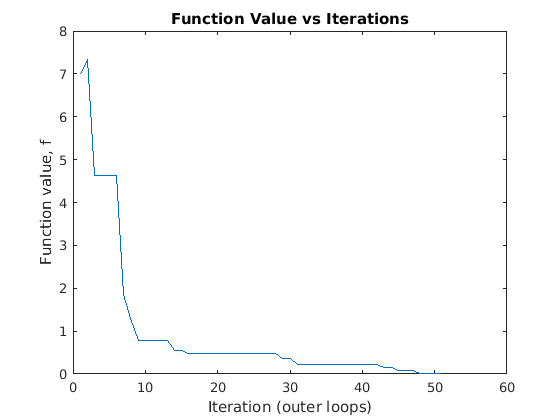 Function Value vs Iterations
8
7
6
5
4
3
2
1
0
Function value, f
0 10 20 30 40 50 60
Iteration (outer loops)